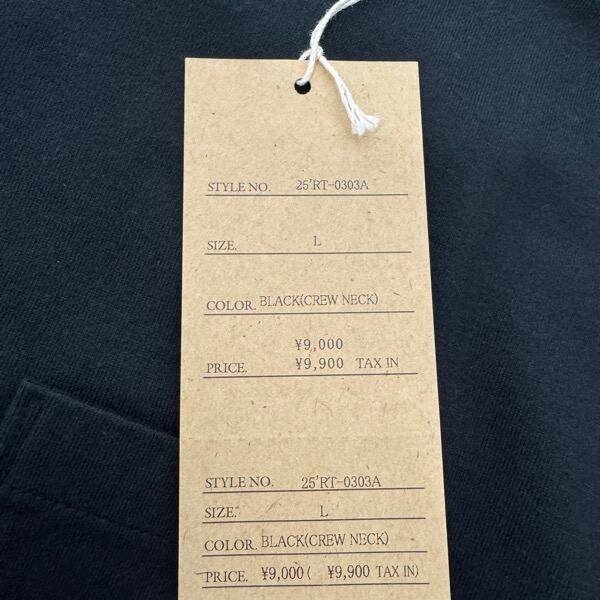 STYLE NO. 25'RT-0303A
SIZE. L
COLOR. BLACK(CREW NECK)
¥9,000
PRICE. ¥9,900 TAX IN
STYLE NO. 25'RT-0303A
SIZE. L
COLOR. BLACK(CREW NECK)
PRICE. ¥9,000 ( ¥9,900 TAX IN)